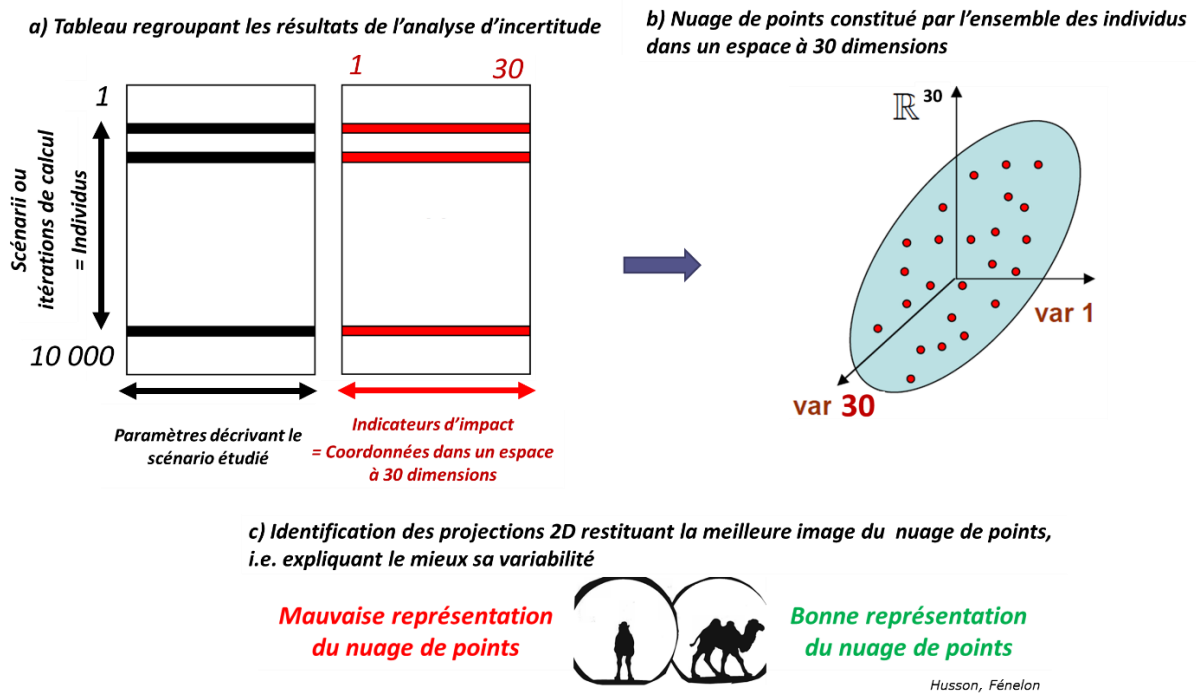 a) Tableau regroupant les résultats de l’analyse d’incertitude
1
30
1
Scénarii ou
itérations de calcul
= Individus
10 000
Paramètres décrivant le
scénario étudié
Indicateurs d’impact
= Coordonnées dans un espace
à 30 dimensions
b) Nuage de points constitué par l’ensemble des individus
dans un espace à 30 dimensions
ℝ 30
var 1
var 30
c) Identification des projections 2D restituant la meilleure image du nuage de points,
i.e. expliquant le mieux sa variabilité
Mauvaise représentation
du nuage de points
Bonne représentation
du nuage de points
Husson, Fénelon